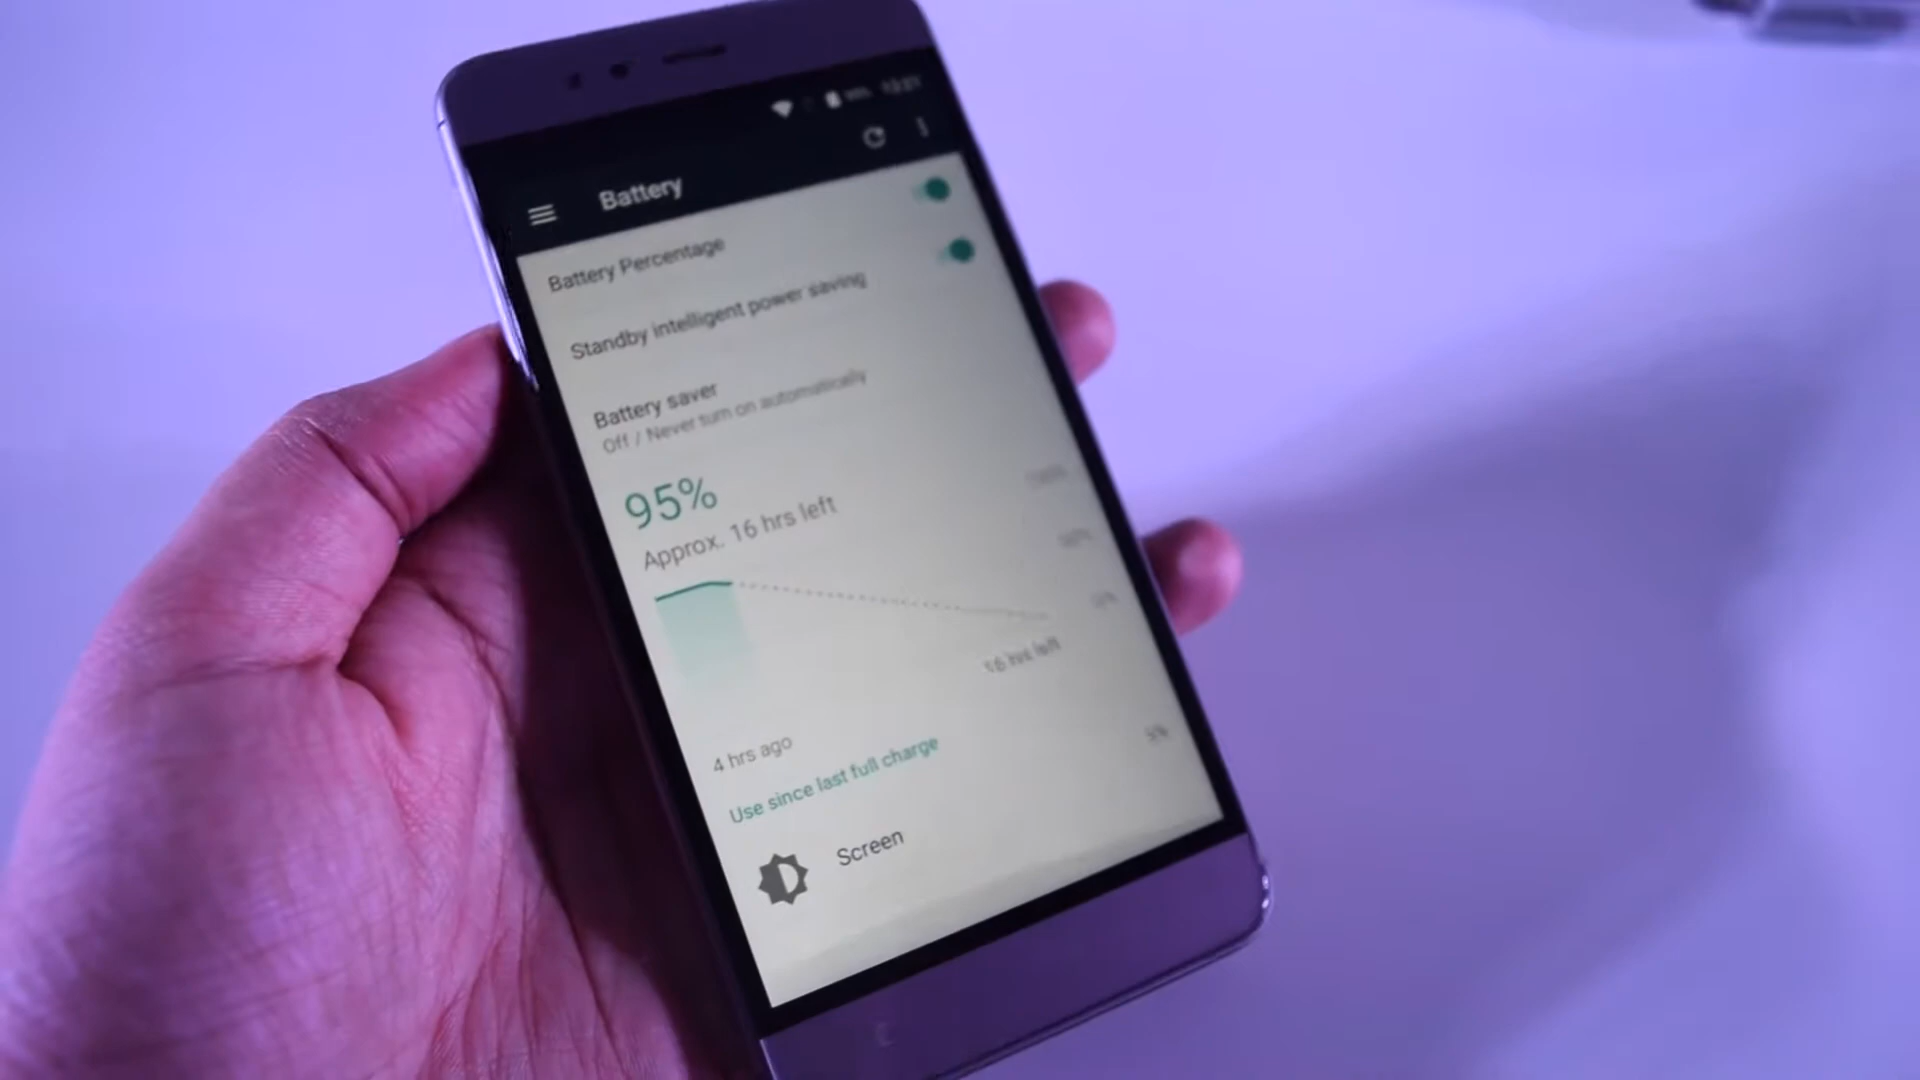 Battery
Battery Percentage
Standby intelligent power saving
Battery saver
Off / Never turn on automatically
95%
Approx. 16 hrs left
16 hrs left
4 hrs ago
Use since last full charge
Screen
5%